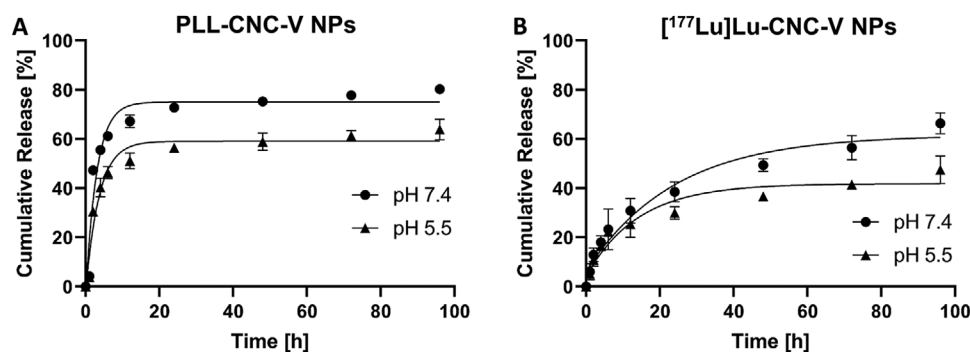 A
PLL-CNC-V NPs
Cumulative Release [%]
100
80
60
40
20
0
pH 7.4
pH 5.5
0 20 40 60 80 100
Time [h]
B
[¹⁷⁷Lu]Lu-CNC-V NPs
Cumulative Release [%]
100
80
60
40
20
0
pH 7.4
pH 5.5
0 20 40 60 80 100
Time [h]